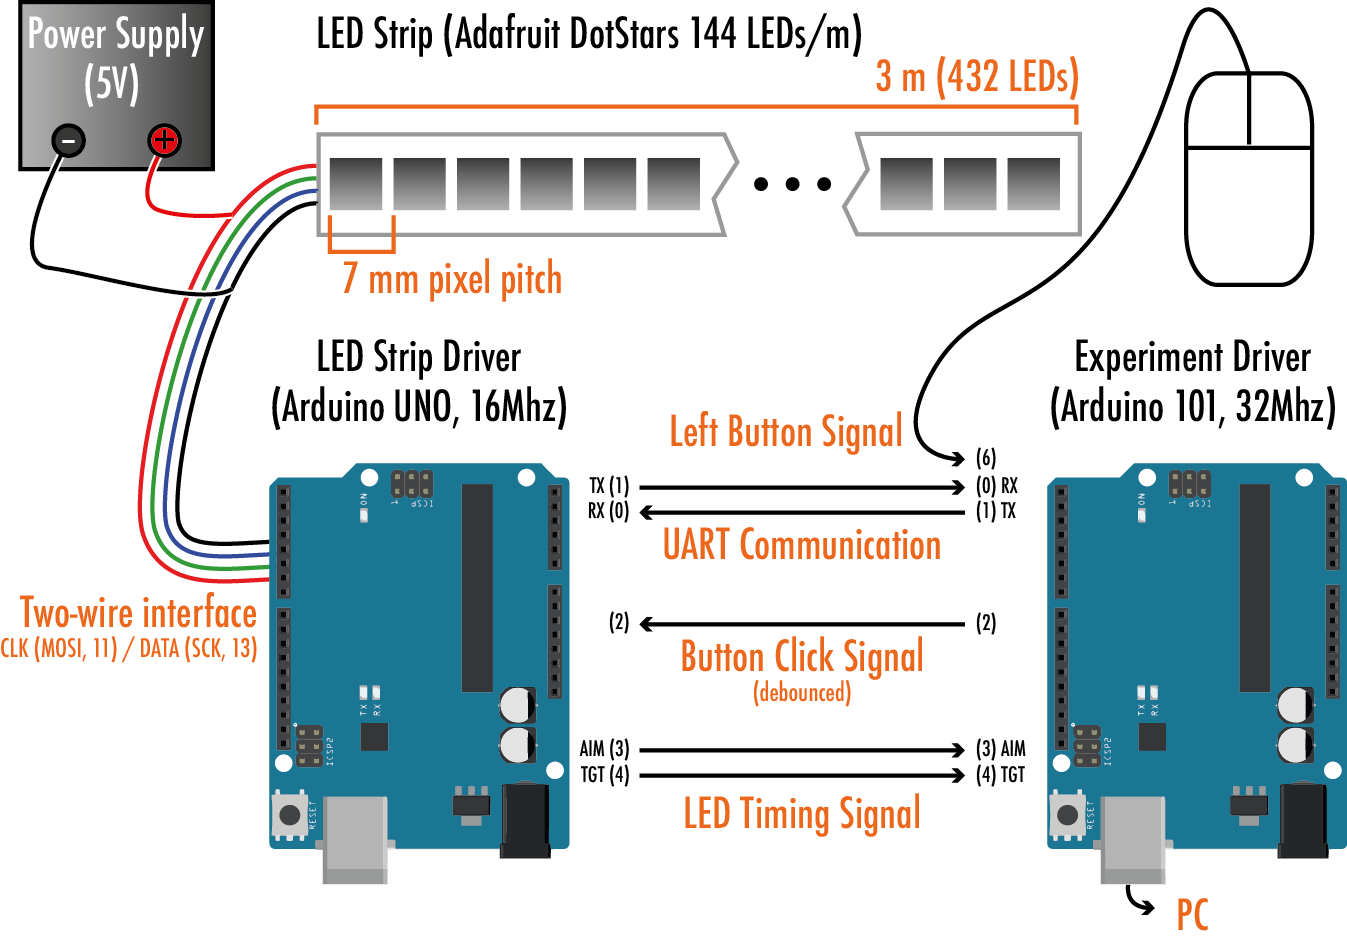 Power Supply
(5V)
-
+
LED Strip (Adafruit DotStars 144 LEDs/m)
3 m (432 LEDs)
7 mm pixel pitch
LED Strip Driver
(Arduino UNO, 16Mhz)
Experiment Driver
(Arduino 101, 32Mhz)
Left Button Signal
(6)
TX (1)
(0) RX
RX (0)
(1) TX
UART Communication
Two-wire interface
CLK (MOSI, 11) / DATA (SCK, 13)
(2)
(2)
Button Click Signal
(debounced)
AIM (3)
(3) AIM
TGT (4)
(4) TGT
LED Timing Signal
PC
ON
1
ICSP
TX
RX
ICSP2
RESET
ON
1
ICSP
TX
RX
ICSP2
RESET